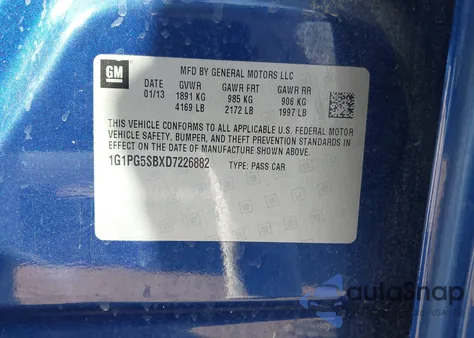 GM
MFD BY GENERAL MOTORS LLC
DATE GVWR GAWR FRT GAWR RR
01/13 1891 KG 985 KG 906 KG
4169 LB 2172 LB 1997 LB
THIS VEHICLE CONFORMS TO ALL APPLICABLE U.S. FEDERAL MOTOR
VEHICLE SAFETY, BUMPER, AND THEFT PREVENTION STANDARDS
IN EFFECT ON THE DATE OF MANUFACTURE SHOWN ABOVE.
1G1PG5SBXD7226882 TYPE: PASS CAR
autoSnap